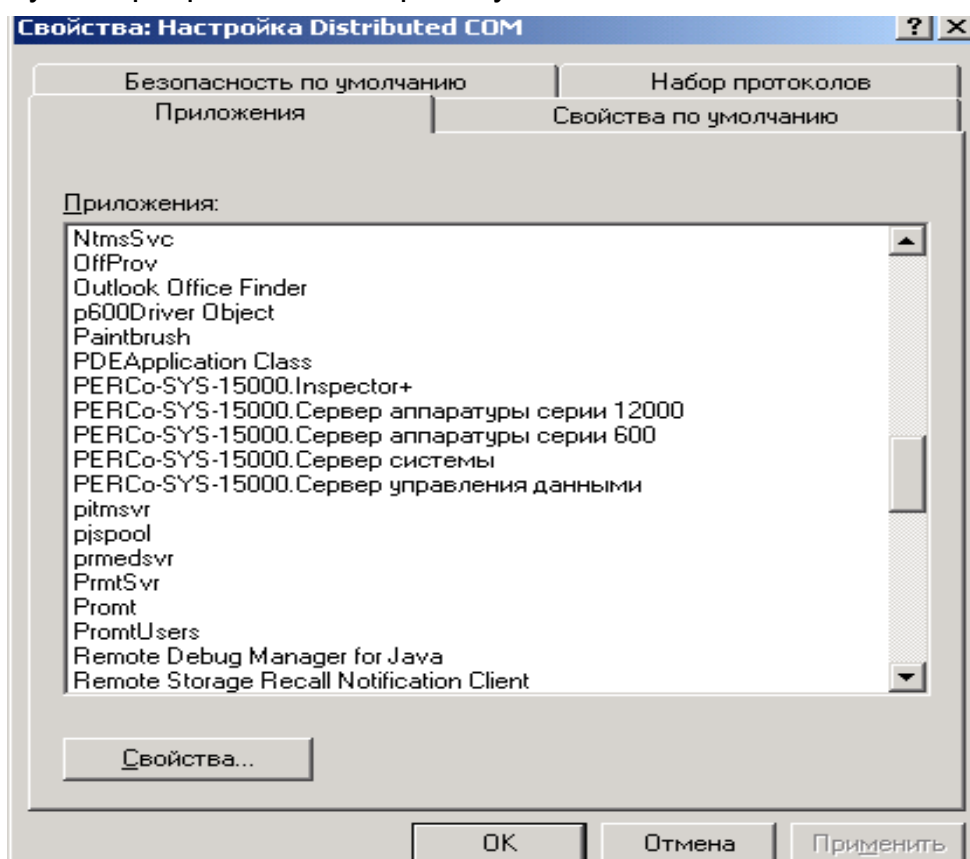 Свойства: Настройка Distributed COM
Безопасность по умолчанию
Набор протоколов
Приложения
Свойства по умолчанию
Приложения:
NtmsSvc
OffProv
Outlook Office Finder
p600Driver Object
Paintbrush
PDEApplication Class
PERCo-SYS-15000.Inspector+
PERCo-SYS-15000.Сервер аппаратуры серии 12000
PERCo-SYS-15000.Сервер аппаратуры серии 600
PERCo-SYS-15000.Сервер системы
PERCo-SYS-15000.Сервер управления данными
pitmsvr
pjspool
prmedsvr
PrmtSvr
Promt
PromtUsers
Remote Debug Manager for Java
Remote Storage Recall Notification Client
Свойства...
OK
Отмена
Применить